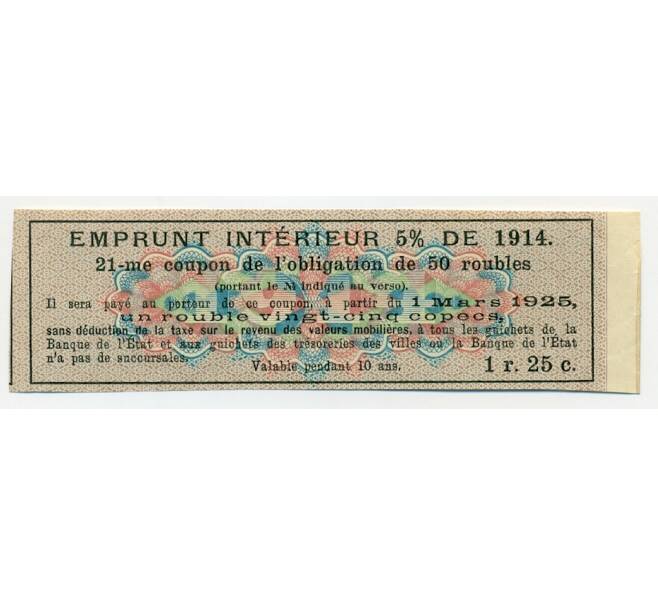 EMPRUNT INTÉRIEUR 5% DE 1914.
21-me coupon de l'obligation de 50 roubles
(portant le № indiqué au verso).
Il sera payé au porteur de ce coupon, à partir du 1 Mars 1925,
un rouble vingt-cinq copecs,
sans déduction de la taxe sur le revenu des valeurs mobilières, à tous les guichets de la
Banque de l'État et aux guichets des trésoreries des villes où la Banque de l'État
n'a pas de succursales.
Valable pendant 10 ans.
1 r. 25 c.